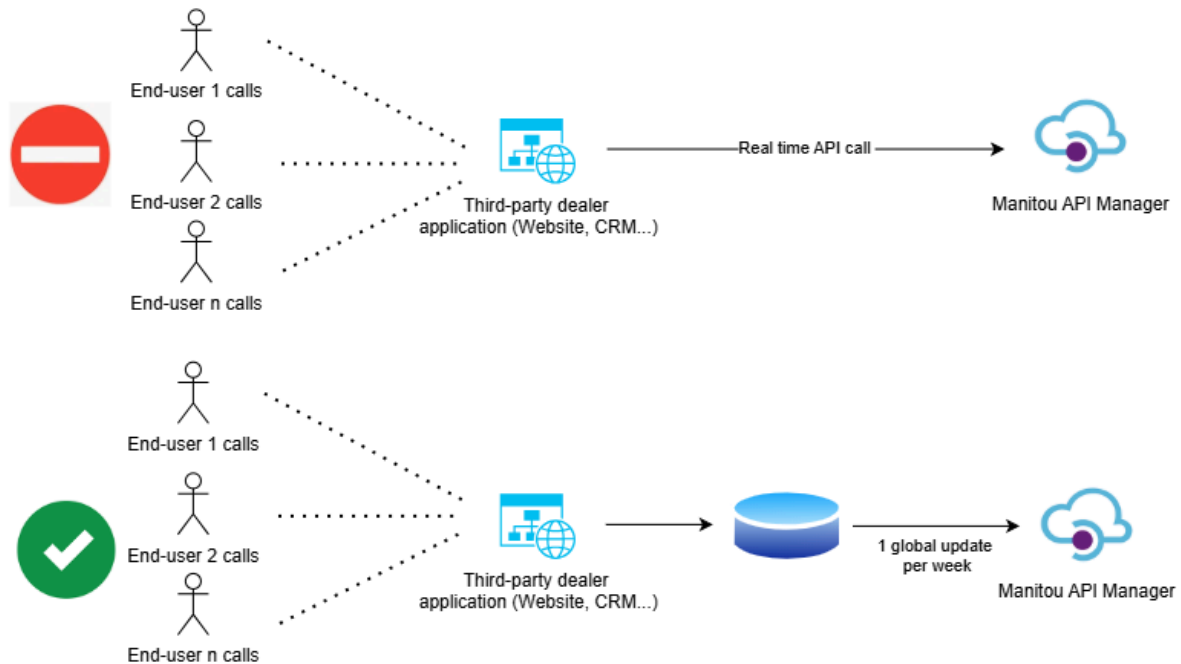 End-user 1 calls
End-user 2 calls
End-user n calls
Third-party dealer
application (Website, CRM...)
Real time API call
Manitou API Manager
End-user 1 calls
End-user 2 calls
End-user n calls
Third-party dealer
application (Website, CRM...)
1 global update
per week
Manitou API Manager